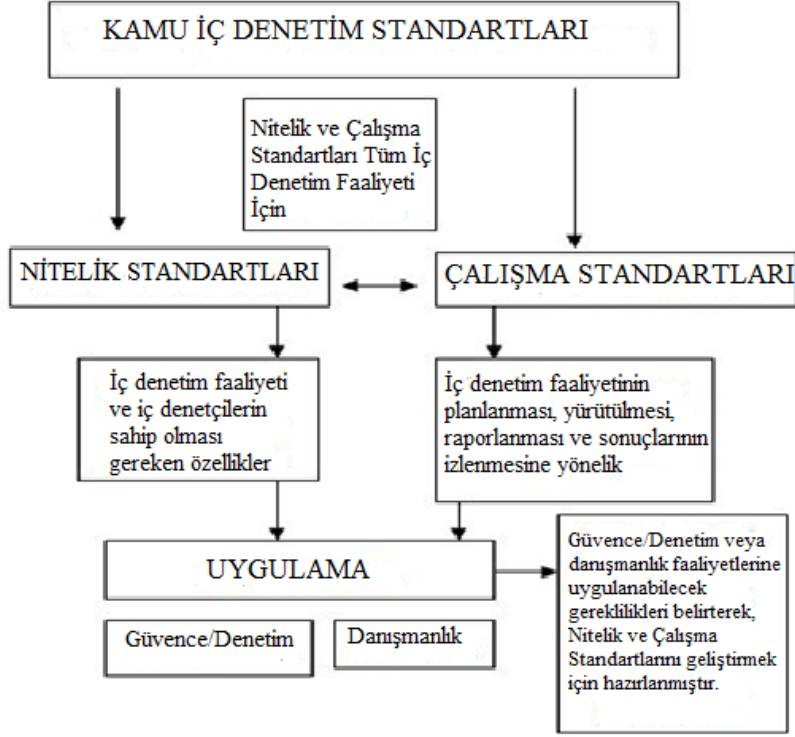 KAMU İÇ DENETİM STANDARTLARI
Nitelik ve Çalışma
Standartları Tüm İç
Denetim Faaliyeti
İçin
NİTELİK STANDARTLARI
ÇALIŞMA STANDARTLARI
İç denetim faaliyeti
ve iç denetçilerin
sahip olması
gereken özellikler
İç denetim faaliyetinin
planlanması, yürütülmesi,
raporlanması ve sonuçlarının
izlenmesine yönelik
UYGULAMA
Güvence/Denetim
Danışmanlık
Güvence/Denetim veya
danışmanlık faaliyetlerine
uygulanabilecek
gereklilikleri belirterek,
Nitelik ve Çalışma
Standartlarını geliştirmek
için hazırlanmıştır.